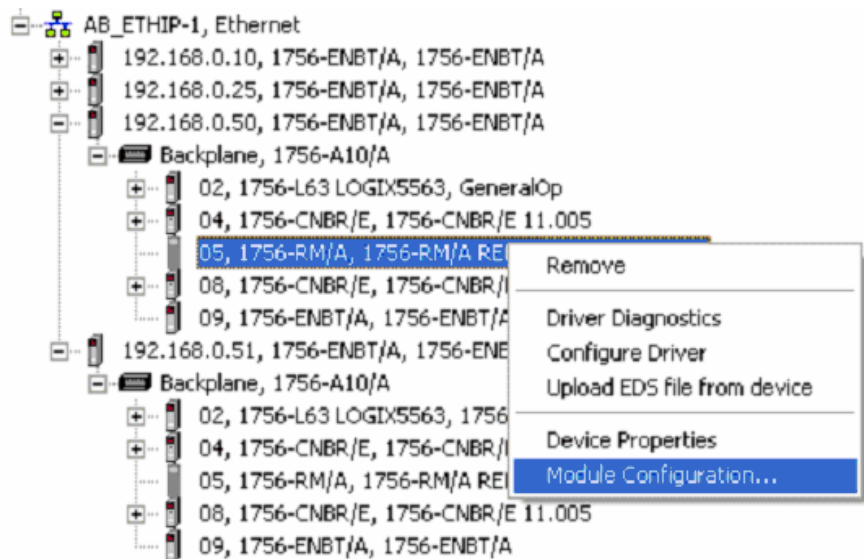 AB_ETHIP-1, Ethernet
192.168.0.10, 1756-ENBT/A, 1756-ENBT/A
192.168.0.25, 1756-ENBT/A, 1756-ENBT/A
192.168.0.50, 1756-ENBT/A, 1756-ENBT/A
Backplane, 1756-A10/A
02, 1756-L63 LOGIX5563, GeneralOp
04, 1756-CNBR/E, 1756-CNBR/E 11.005
05, 1756-RM/A, 1756-RM/A
08, 1756-CNBR/E, 1756-CNBR/
09, 1756-ENBT/A, 1756-ENBT/
192.168.0.51, 1756-ENBT/A, 1756-ENB
Backplane, 1756-A10/A
02, 1756-L63 LOGIX5563, 1756
04, 1756-CNBR/E, 1756-CNBR/
05, 1756-RM/A, 1756-RM/A
08, 1756-CNBR/E, 1756-CNBR/E 11.005
09, 1756-ENBT/A, 1756-ENBT/A
Remove
Driver Diagnostics
Configure Driver
Upload EDS file from device
Device Properties
Module Configuration...